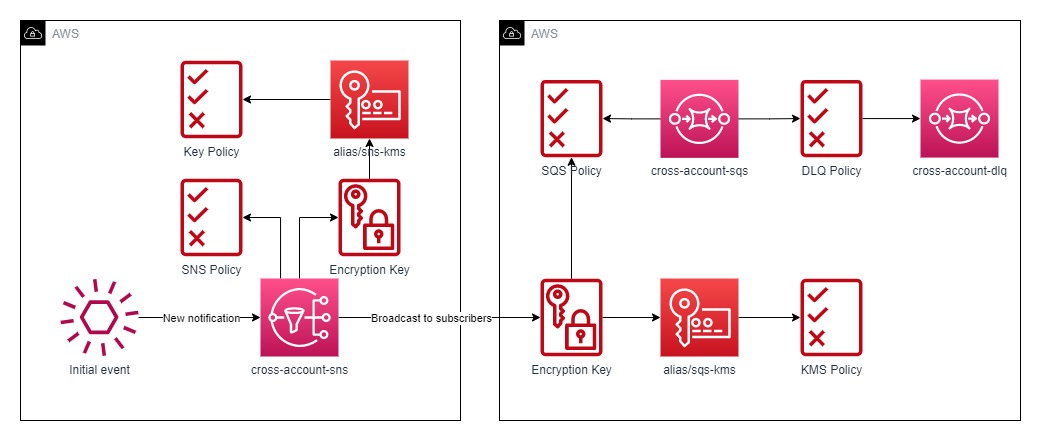 AWS
AWS
Key Policy
alias/sns-kms
SQS Policy
cross-account-sqs
DLQ Policy
cross-account-dlq
SNS Policy
Encryption Key
New notification
Broadcast to subscribers
Initial event
cross-account-sns
Encryption Key
alias/sqs-kms
KMS Policy